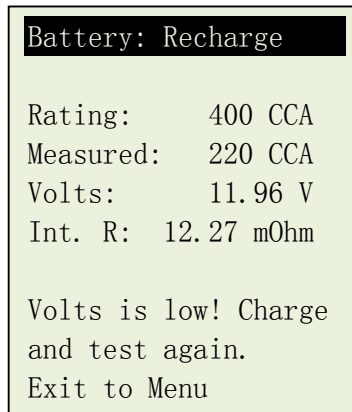 Battery: Recharge
Rating: 400 CCA
Measured: 220 CCA
Volts: 11.96 V
Int. R: 12.27 mOhm
Volts is low! Charge
and test again.
Exit to Menu